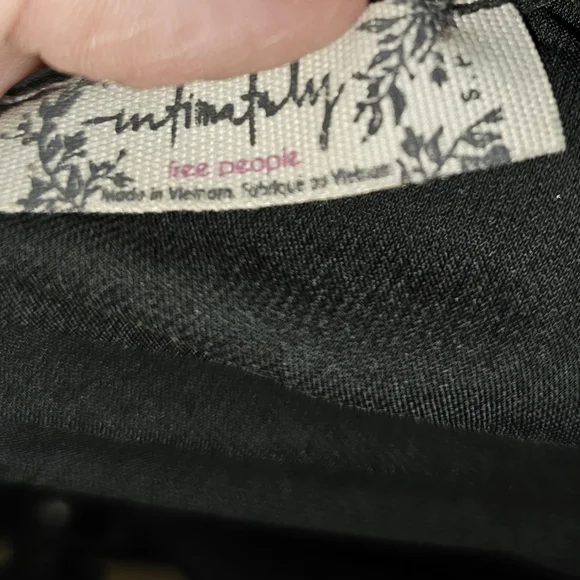 intimately
free people
Made in Vietnam Fabriqué au Vietnam
S.P